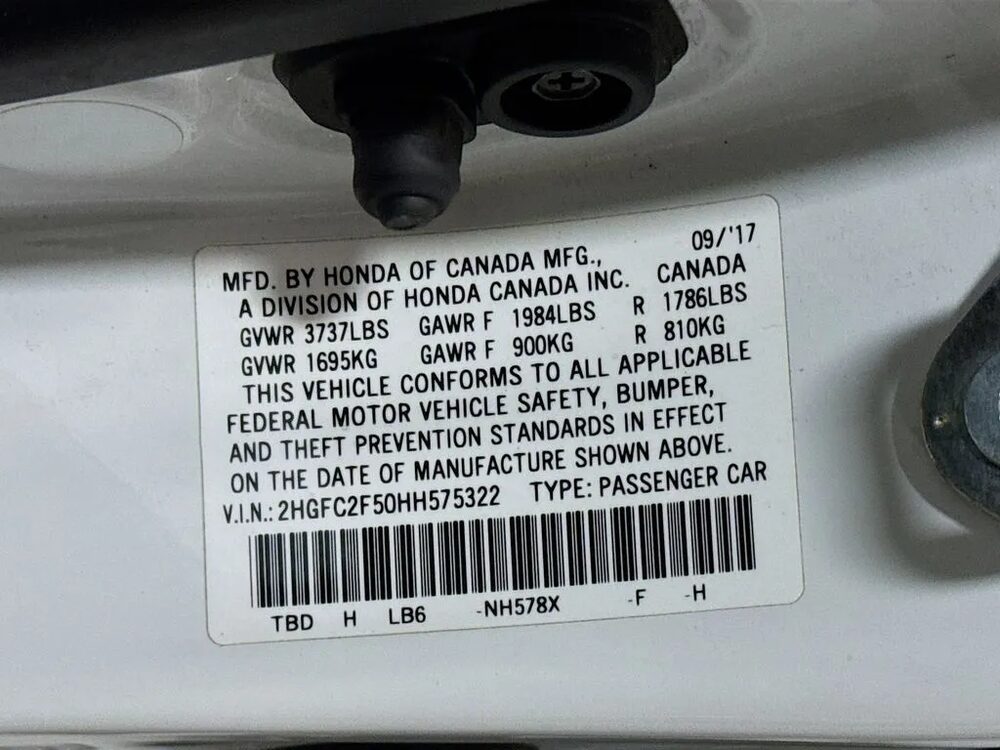 09/'17
MFD. BY HONDA OF CANADA MFG.,
A DIVISION OF HONDA CANADA INC. CANADA
GVWR 3737LBS GAWR F 1984LBS R 1786LBS
GVWR 1695KG GAWR F 900KG R 810KG
THIS VEHICLE CONFORMS TO ALL APPLICABLE
FEDERAL MOTOR VEHICLE SAFETY, BUMPER,
AND THEFT PREVENTION STANDARDS IN EFFECT
ON THE DATE OF MANUFACTURE SHOWN ABOVE.
V.I.N.: 2HGFC2F50HH575322 TYPE: PASSENGER CAR
TBD H LB6 -NH578X -F -H